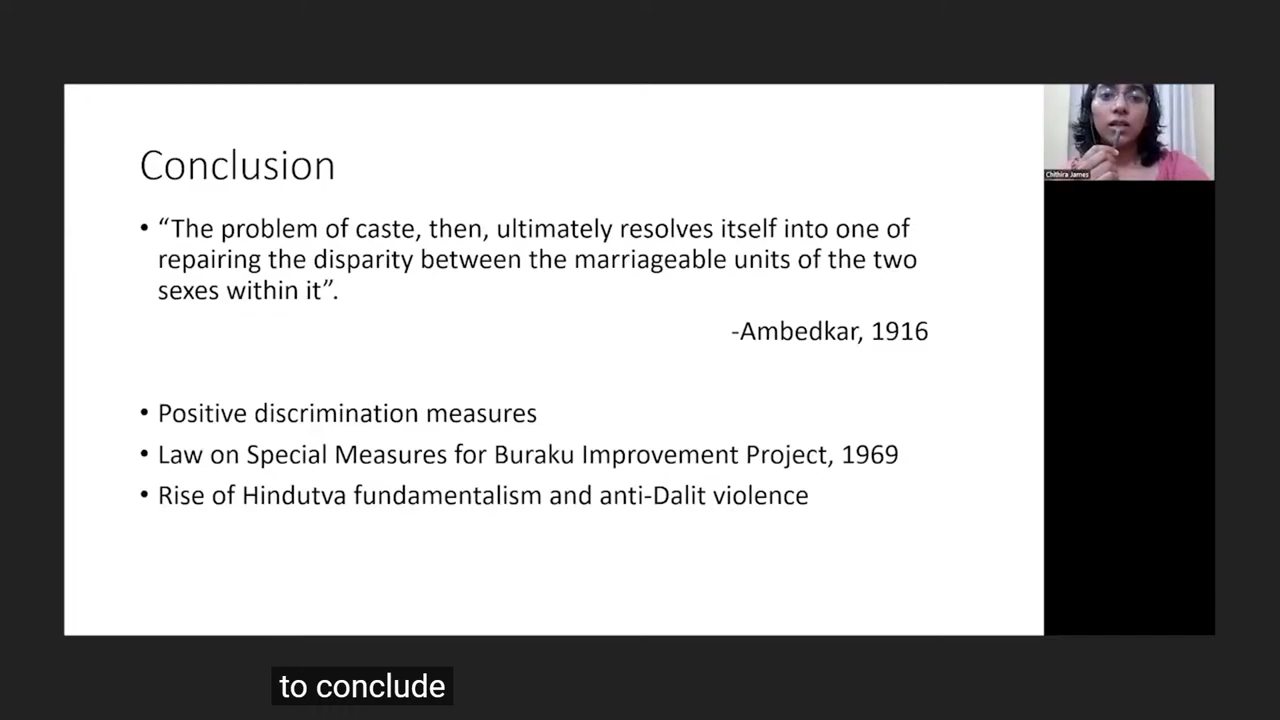 Conclusion
• “The problem of caste, then, ultimately resolves itself into one of
repairing the disparity between the marriageable units of the two
sexes within it”.
-Ambedkar, 1916
• Positive discrimination measures
• Law on Special Measures for Buraku Improvement Project, 1969
• Rise of Hindutva fundamentalism and anti-Dalit violence
Chithira James
to conclude